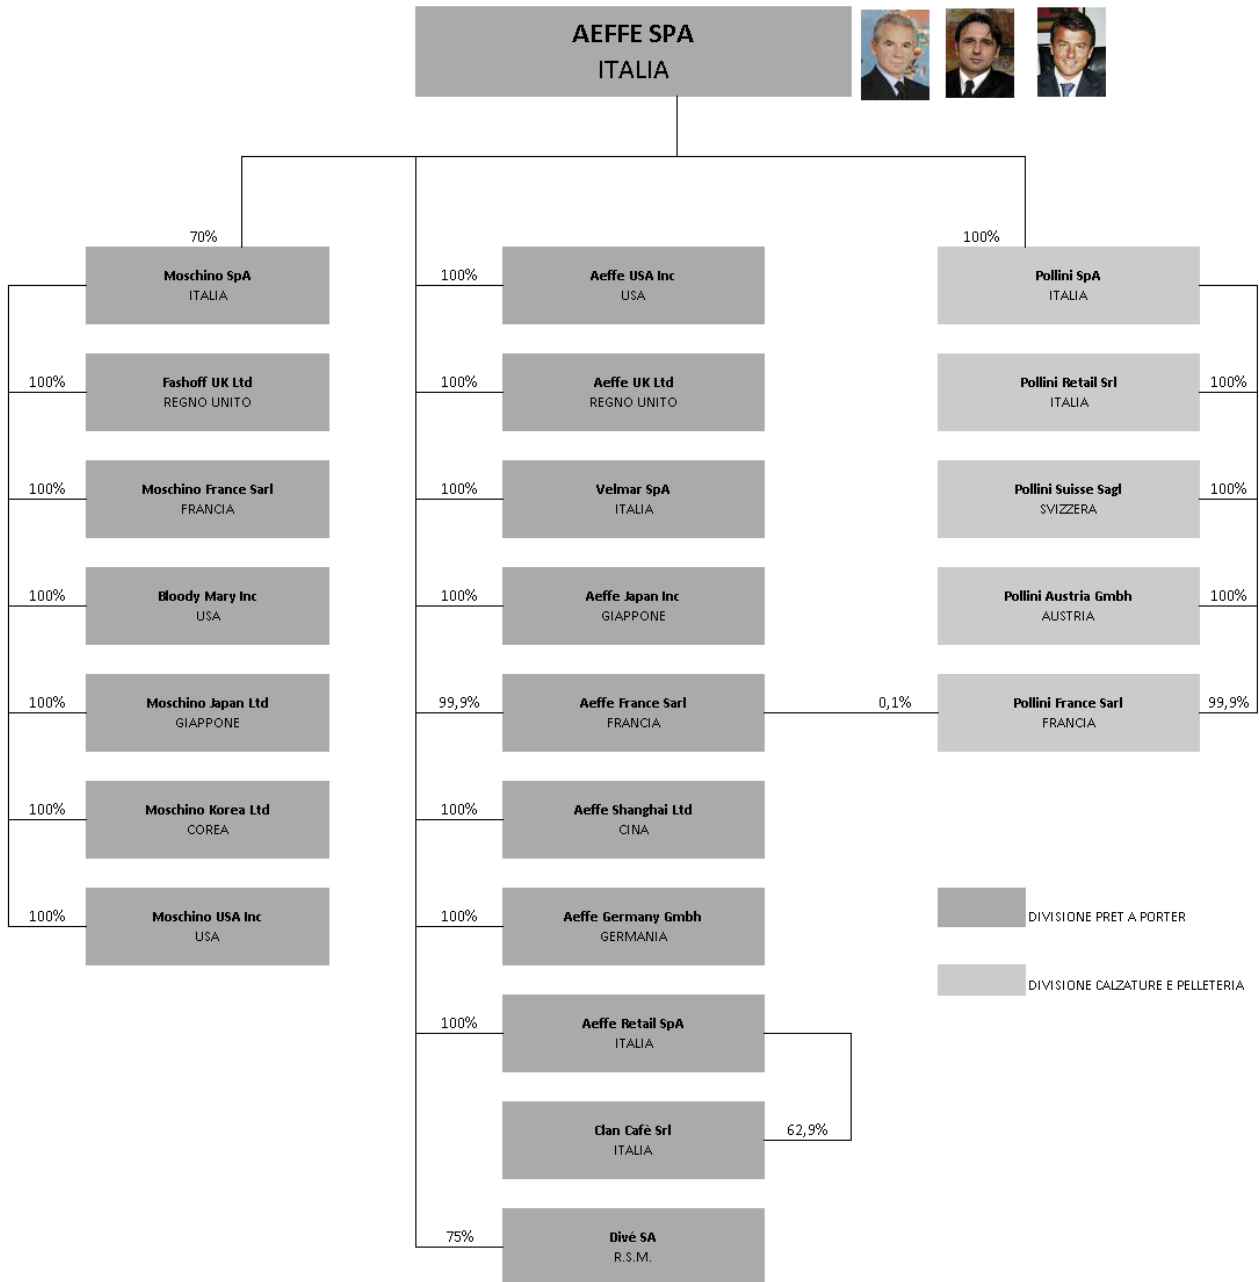 AEFFE SPA
ITALIA
70%
Moschino SpA
ITALIA
100%
Fashoff UK Ltd
REGNO UNITO
100%
Moschino France Sarl
FRANCIA
100%
Bloody Mary Inc
USA
100%
Moschino Japan Ltd
GIAPPONE
100%
Moschino Korea Ltd
COREA
100%
Moschino USA Inc
USA
100%
Aeffe USA Inc
USA
100%
Aeffe UK Ltd
REGNO UNITO
100%
Velmar SpA
ITALIA
100%
Aeffe Japan Inc
GIAPPONE
99,9%
Aeffe France Sarl
FRANCIA
0,1%
100%
Aeffe Shanghai Ltd
CINA
100%
Aeffe Germany Gmbh
GERMANIA
100%
Aeffe Retail SpA
ITALIA
Clan Cafè Srl
ITALIA
62,9%
75%
Divé SA
R.S.M.
100%
Pollini SpA
ITALIA
Pollini Retail Srl
ITALIA
100%
Pollini Suisse Sagl
SVIZZERA
100%
Pollini Austria Gmbh
AUSTRIA
100%
Pollini France Sarl
FRANCIA
99,9%
DIVISIONE PRET A PORTER
DIVISIONE CALZATURE E PELLETERIA